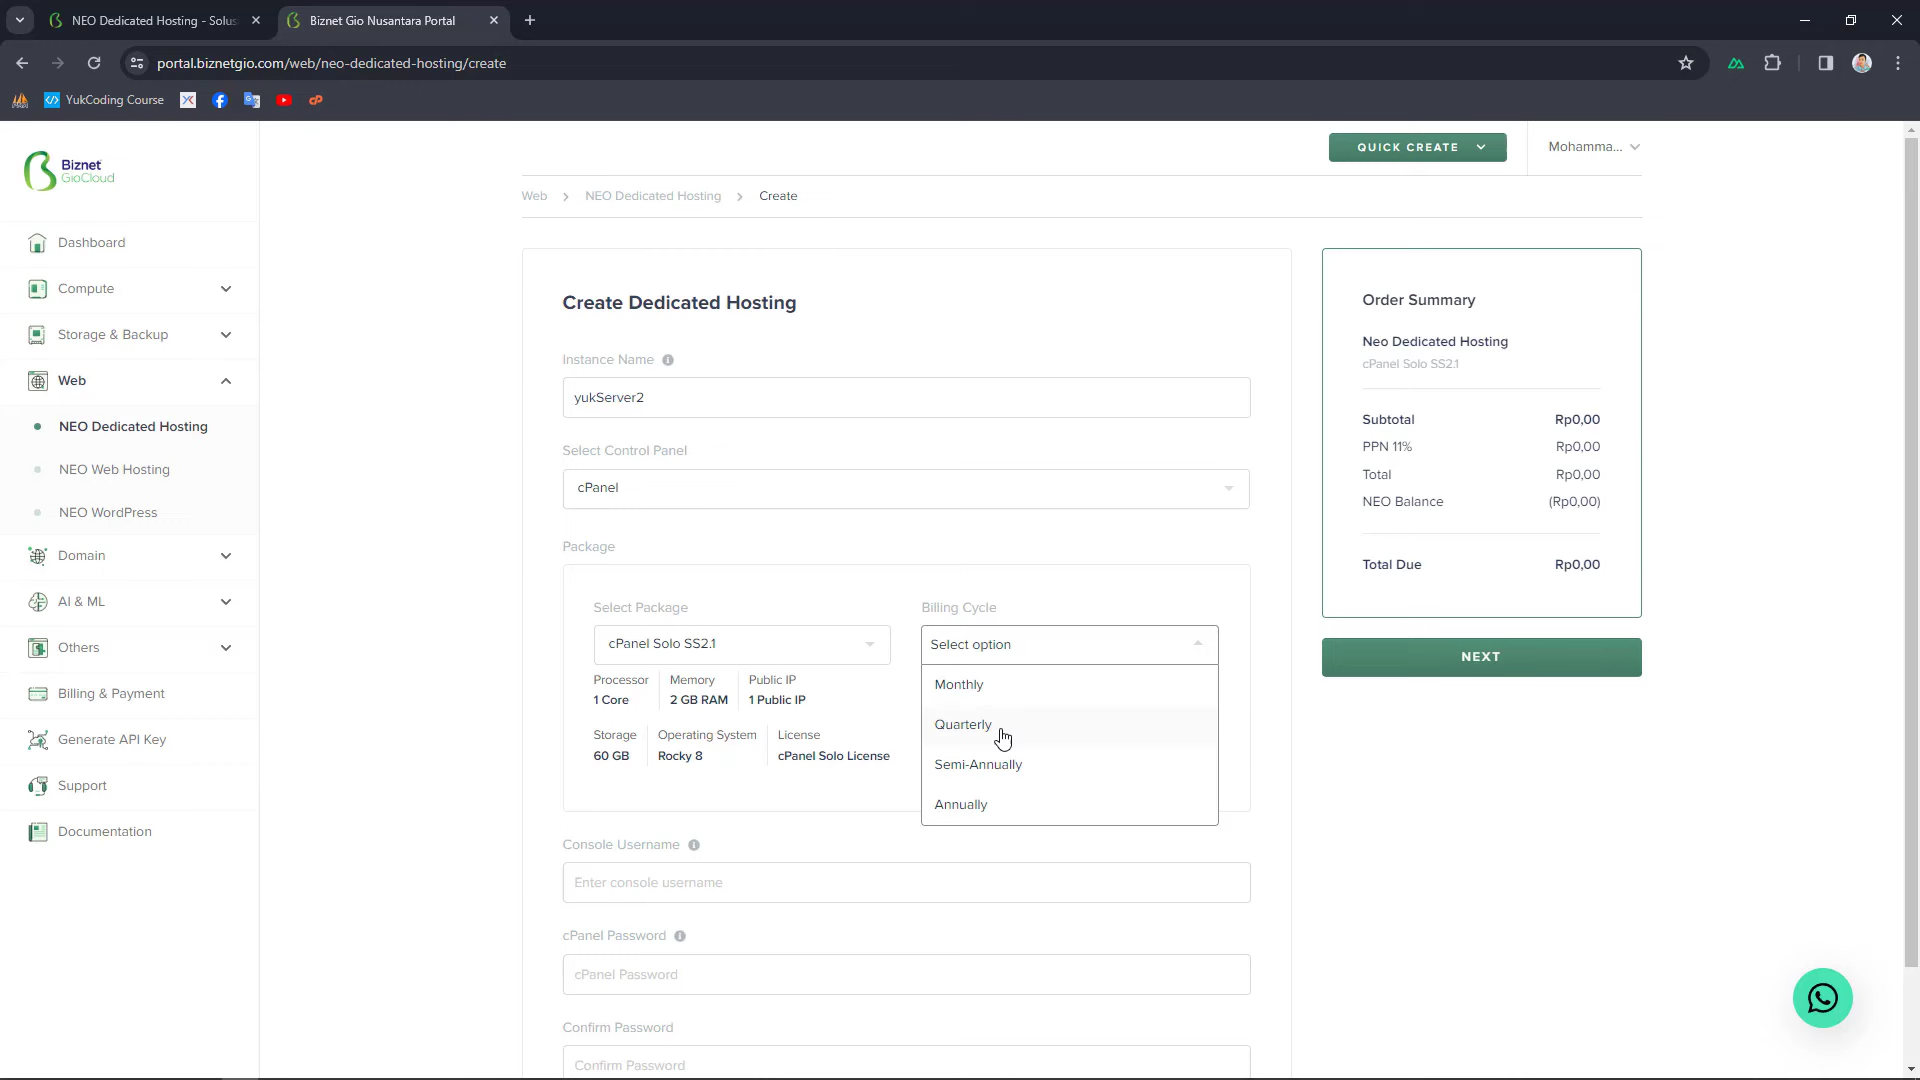 NEO Dedicated Hosting - Solus
Biznet Gio Nusantara Portal
portal.biznetgio.com/web/neo-dedicated-hosting/create
YukCoding Course
Biznet
GioCloud
QUICK CREATE
Mohamma...
Web
NEO Dedicated Hosting
Create
Dashboard
Compute
Storage & Backup
Web
NEO Dedicated Hosting
NEO Web Hosting
NEO WordPress
Domain
AI & ML
Others
Billing & Payment
Generate API Key
Support
Documentation
Create Dedicated Hosting
Instance Name
yukServer2
Select Control Panel
cPanel
Package
Select Package
cPanel Solo SS2.1
Processor
1 Core
Memory
2 GB RAM
Public IP
1 Public IP
Storage
60 GB
Operating System
Rocky 8
License
cPanel Solo License
Billing Cycle
Select option
Monthly
Quarterly
Semi-Annually
Annually
Console Username
Enter console username
cPanel Password
cPanel Password
Confirm Password
Confirm Password
Order Summary
Neo Dedicated Hosting
cPanel Solo SS2.1
Subtotal Rp0,00
PPN 11% Rp0,00
Total Rp0,00
NEO Balance (Rp0,00)
Total Due Rp0,00
NEXT